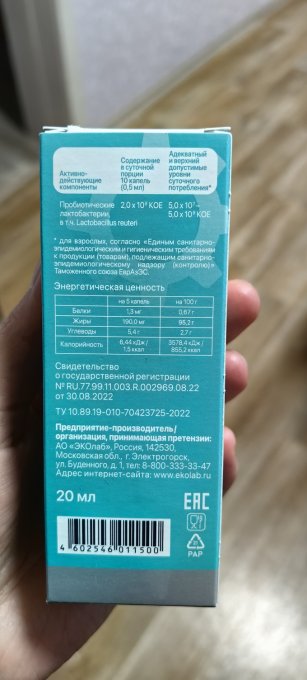 Активно-
действующие
компоненты
Содержание
в суточной
порции
10 капель
(0,5 мл)
Адекватный
и верхний
допустимые
уровни
суточного
потребления*
Пробиотические 2,0 x 10⁸ КОЕ 5,0 x 10⁷ –
лактобактерии, 5,0 x 10⁹ КОЕ
в т.ч. Lactobacillus reuteri
* для взрослых, согласно «Единым санитарно-
эпидемиологическим и гигиеническим требованиям
к продукции (товарам), подлежащим санитарно-
эпидемиологическому надзору (контролю)»
Таможенного союза ЕврАзЭС.
Энергетическая ценность
на 5 капель на 100 г
Белки 1,3 мг 0,67 г
Жиры 190,0 мг 95,2 г
Углеводы 5,4 г 2,7 г
Калорийность 6,44 кДж / 3578,4 кДж /
1,5 ккал 855,2 ккал
Свидетельство
о государственной регистрации
№ RU.77.99.11.003.R.002969.08.22
от 30.08.2022
ТУ 10.89.19-010-70423725-2022
Предприятие-производитель/
организация, принимающая претензии:
АО «ЭКОлаб», Россия, 142530,
Московская обл., г. Электрогорск,
ул. Буденного, д. 1, тел: 8-800-333-33-47
Адрес интернет-сайта: www.ekolab.ru
20 мл
EAC
4 602546 011500
PAP